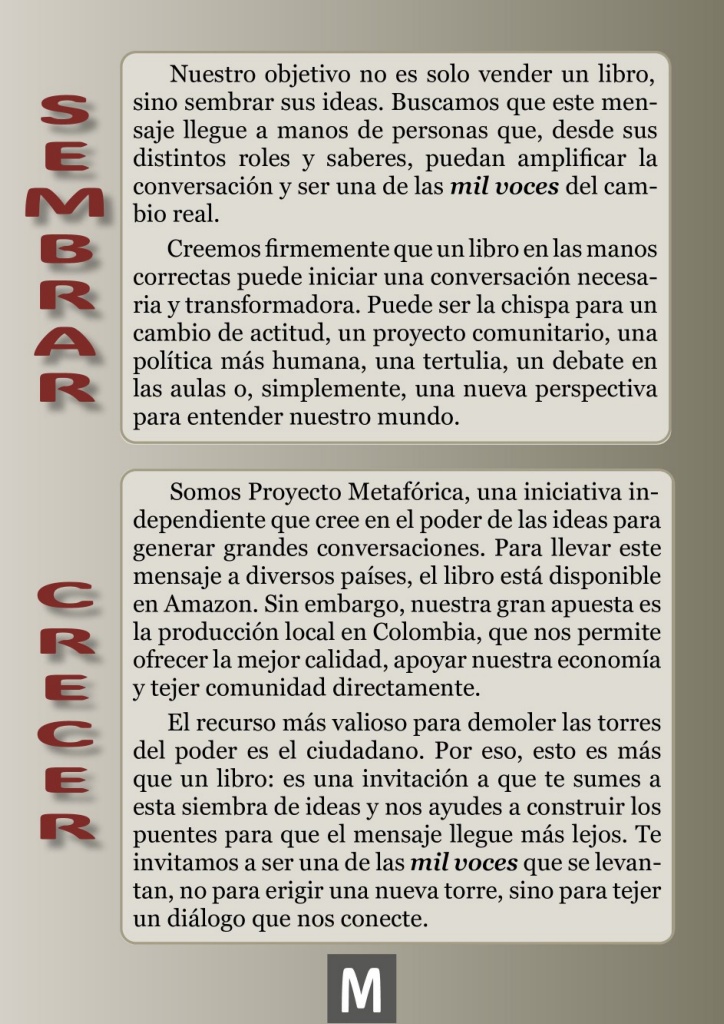 SEMBRAR
Nuestro objetivo no es solo vender un libro,
sino sembrar sus ideas. Buscamos que este men-
saje llegue a manos de personas que, desde sus
distintos roles y saberes, puedan amplificar la
conversación y ser una de las mil voces del cam-
bio real.
Creemos firmemente que un libro en las manos
correctas puede iniciar una conversación necesa-
ria y transformadora. Puede ser la chispa para un
cambio de actitud, un proyecto comunitario, una
política más humana, una tertulia, un debate en
las aulas o, simplemente, una nueva perspectiva
para entender nuestro mundo.
CRECER
Somos Proyecto Metafórica, una iniciativa in-
dependiente que cree en el poder de las ideas para
generar grandes conversaciones. Para llevar este
mensaje a diversos países, el libro está disponible
en Amazon. Sin embargo, nuestra gran apuesta es
la producción local en Colombia, que nos permite
ofrecer la mejor calidad, apoyar nuestra economía
y tejer comunidad directamente.
El recurso más valioso para demoler las torres
del poder es el ciudadano. Por eso, esto es más
que un libro: es una invitación a que te sumes a
esta siembra de ideas y nos ayudes a construir los
puentes para que el mensaje llegue más lejos. Te
invitamos a ser una de las mil voces que se levan-
tan, no para erigir una nueva torre, sino para tejer
un diálogo que nos conecte.
M